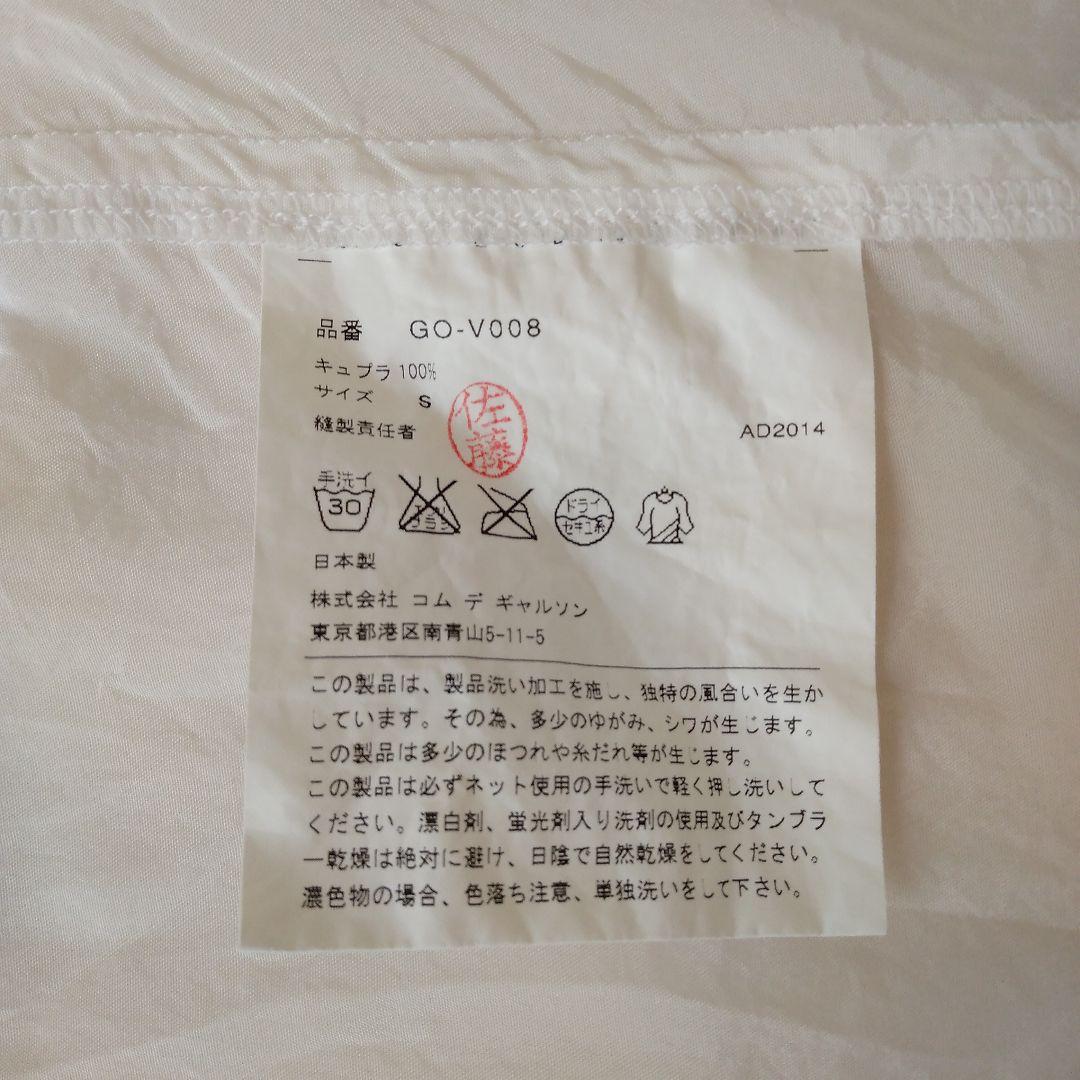 品番 GO-V008
キュプラ 100%
サイズ S
縫製責任者 佐藤 AD2014
手洗イ
30 エンソ サラシ ドライ セキユ系
日本製
株式会社 コム デ ギャルソン
東京都港区南青山5-11-5
この製品は、製品洗い加工を施し、独特の風合いを生か
しています。その為、多少のゆがみ、シワが生じます。
この製品は多少のほつれや糸だれ等が生じます。
この製品は必ずネット使用の手洗いで軽く押し洗いして
ください。漂白剤、蛍光剤入り洗剤の使用及びタンブラ
ー乾燥は絶対に避け、日陰で自然乾燥をしてください。
濃色物の場合、色落ち注意、単独洗いをして下さい。